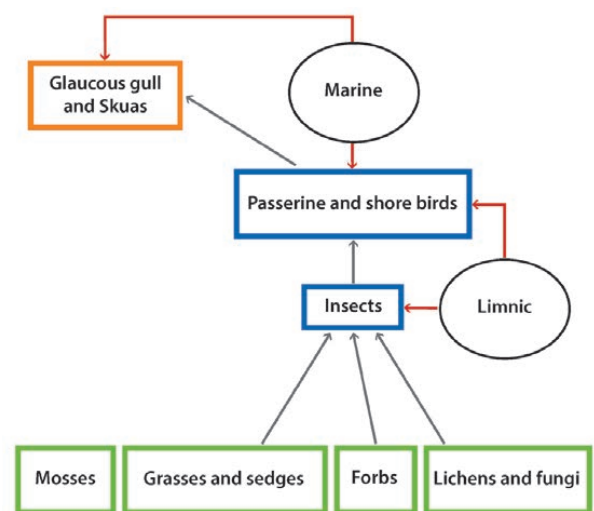 Glaucous gull
and Skuas
Marine
Passerine and shore birds
Insects
Limnic
Mosses
Grasses and sedges
Forbs
Lichens and fungi